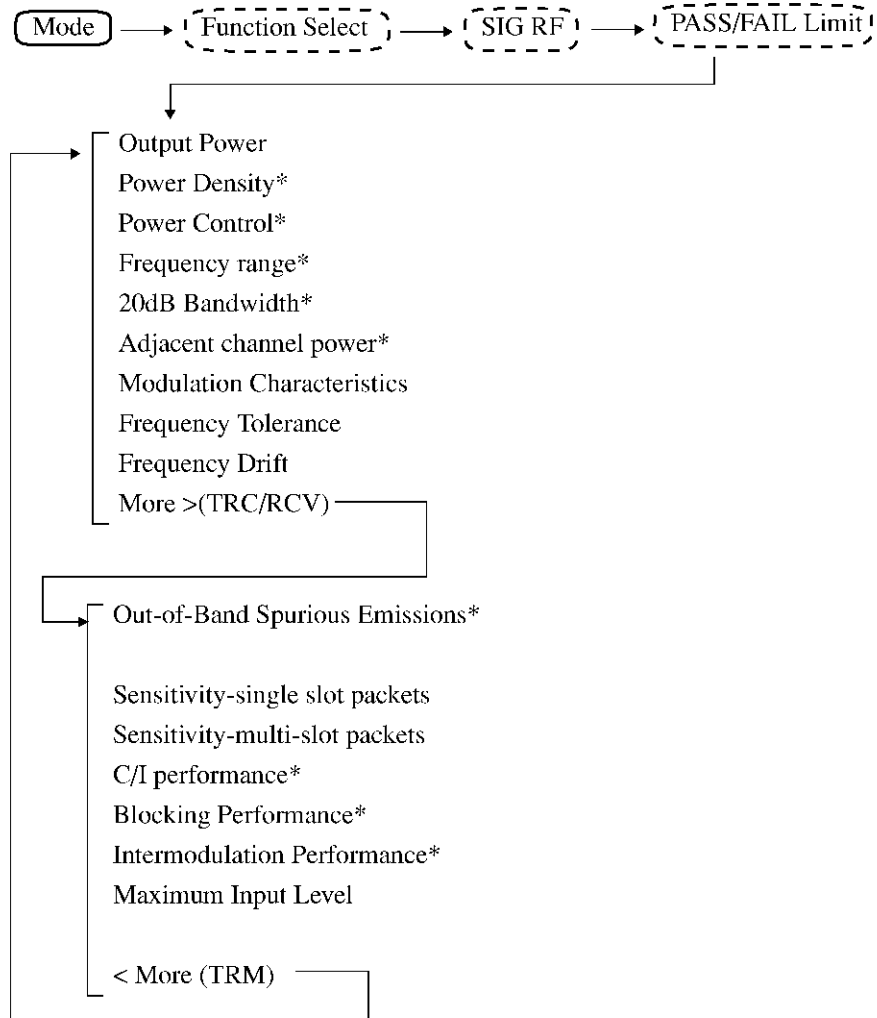 Mode Function Select SIG RF PASS/FAIL Limit
Output Power
Power Density*
Power Control*
Frequency range*
20dB Bandwidth*
Adjacent channel power*
Modulation Characteristics
Frequency Tolerance
Frequency Drift
More >(TRC/RCV)
Out-of-Band Spurious Emissions*
Sensitivity-single slot packets
Sensitivity-multi-slot packets
C/I performance*
Blocking Performance*
Intermodulation Performance*
Maximum Input Level
< More (TRM)